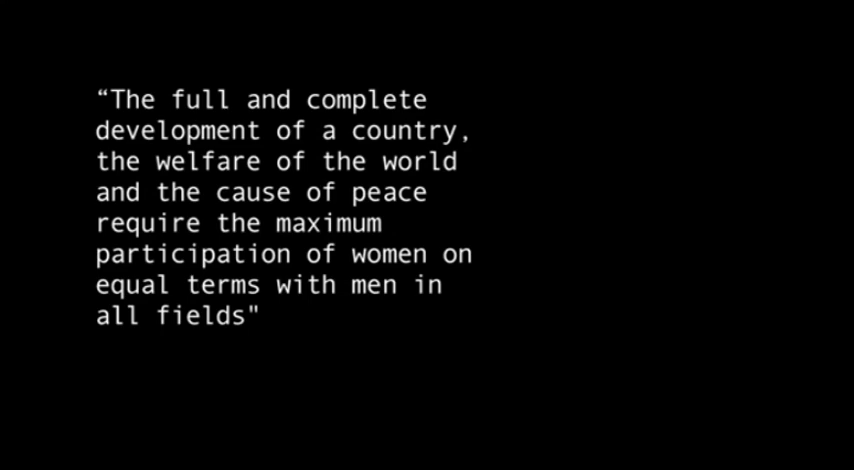 “The full and complete
development of a country,
the welfare of the world
and the cause of peace
require the maximum
participation of women on
equal terms with men in
all fields"